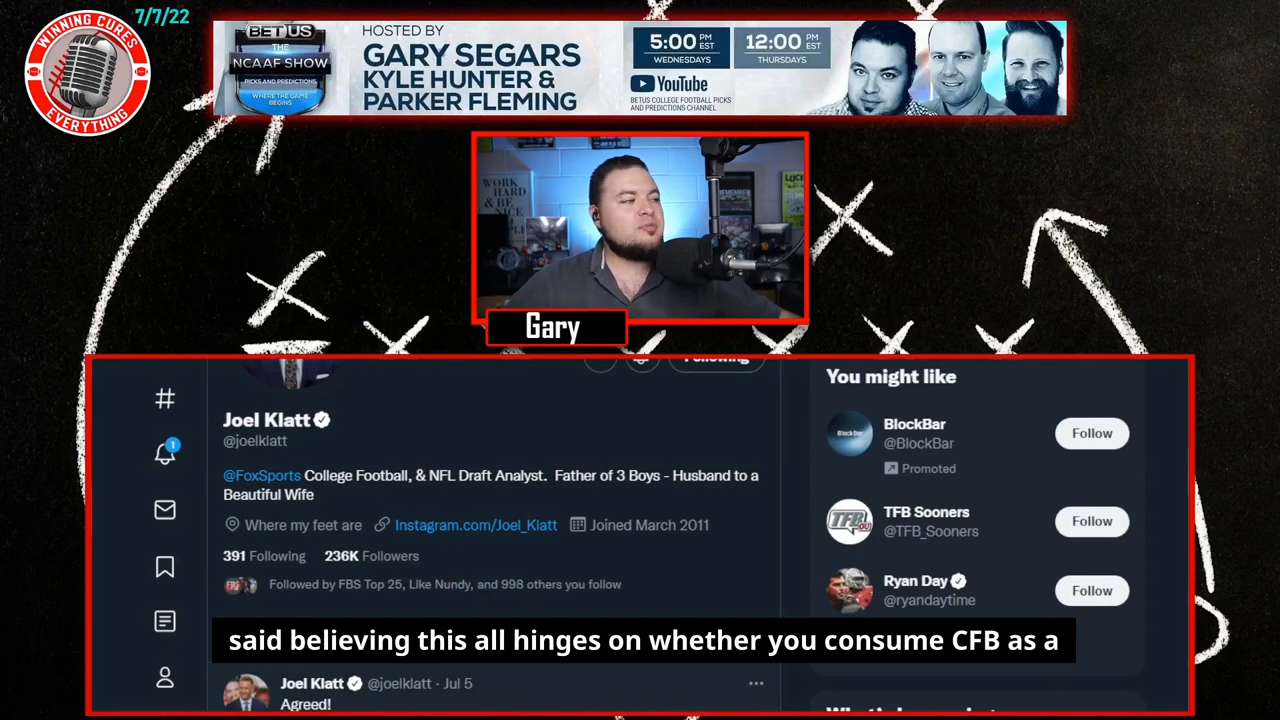 7/7/22
WINNING CURES
EVERYTHING
BETUS
THE
NCAAF SHOW
PICKS AND PREDICTIONS
WHERE THE GAME
BEGINS
HOSTED BY
GARY SEGARS
KYLE HUNTER &
PARKER FLEMING
5:00 PM EST
WEDNESDAYS
12:00 PM EST
THURSDAYS
YouTube
BETUS COLLEGE FOOTBALL PICKS
AND PREDICTIONS CHANNEL
WORK
HARD
& BE
NICE
Gary
Following
Joel Klatt
@joelklatt
@FoxSports College Football, & NFL Draft Analyst. Father of 3 Boys - Husband to a
Beautiful Wife
Where my feet are Instagram.com/Joel_Klatt Joined March 2011
391 Following 236K Followers
Followed by FBS Top 25, Like Nundy, and 998 others you follow
Joel Klatt @joelklatt · Jul 5
Agreed!
1
You might like
BlockBar
@BlockBar
Promoted
Follow
TFB Sooners
@TFB_Sooners
Follow
Ryan Day
@ryandaytime
Follow
said believing this all hinges on whether you consume CFB as a